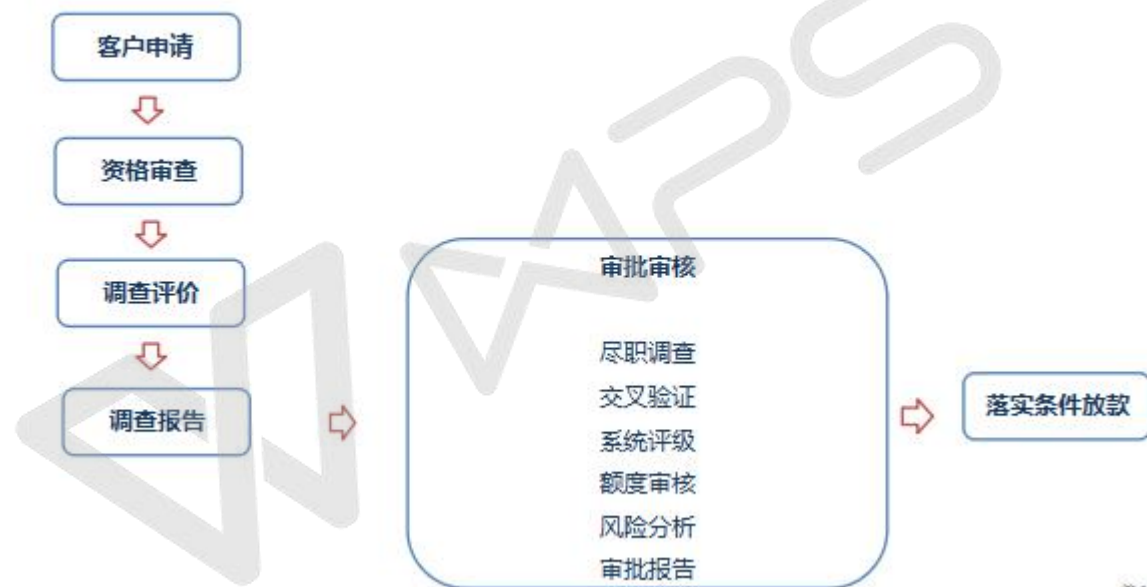 客户申请
资格审查
调查评价
调查报告
审批审核
尽职调查
交叉验证
系统评级
额度审核
风险分析
审批报告
落实条件放款
WPS